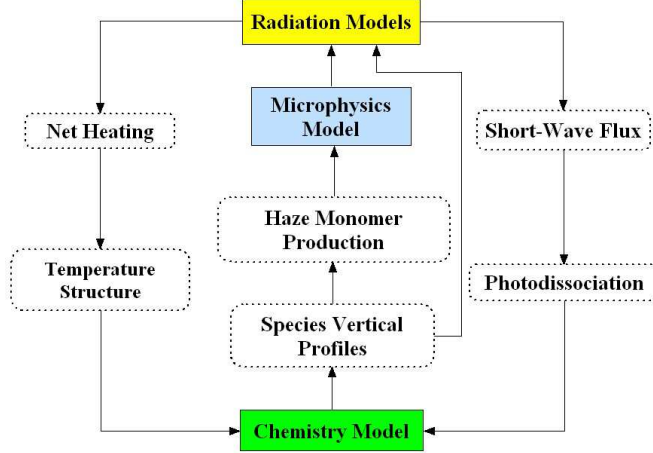 Radiation Models
Microphysics
Model
Net Heating
Short-Wave Flux
Haze Monomer
Production
Temperature
Structure
Photodissociation
Species Vertical
Profiles
Chemistry Model